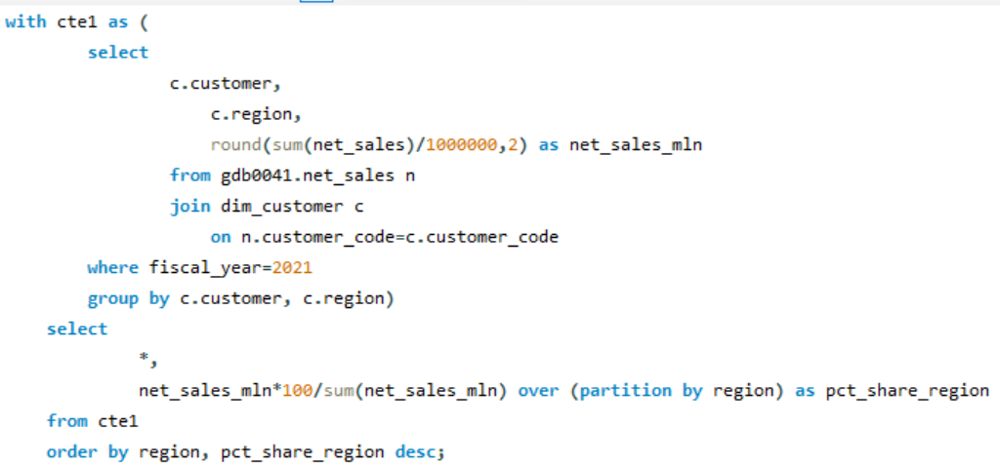 with cte1 as (
select
c.customer,
c.region,
round(sum(net_sales)/1000000,2) as net_sales_mln
from gdb0041.net_sales n
join dim_customer c
on n.customer_code=c.customer_code
where fiscal_year=2021
group by c.customer, c.region)
select
*,
net_sales_mln*100/sum(net_sales_mln) over (partition by region) as pct_share_region
from cte1
order by region, pct_share_region desc;